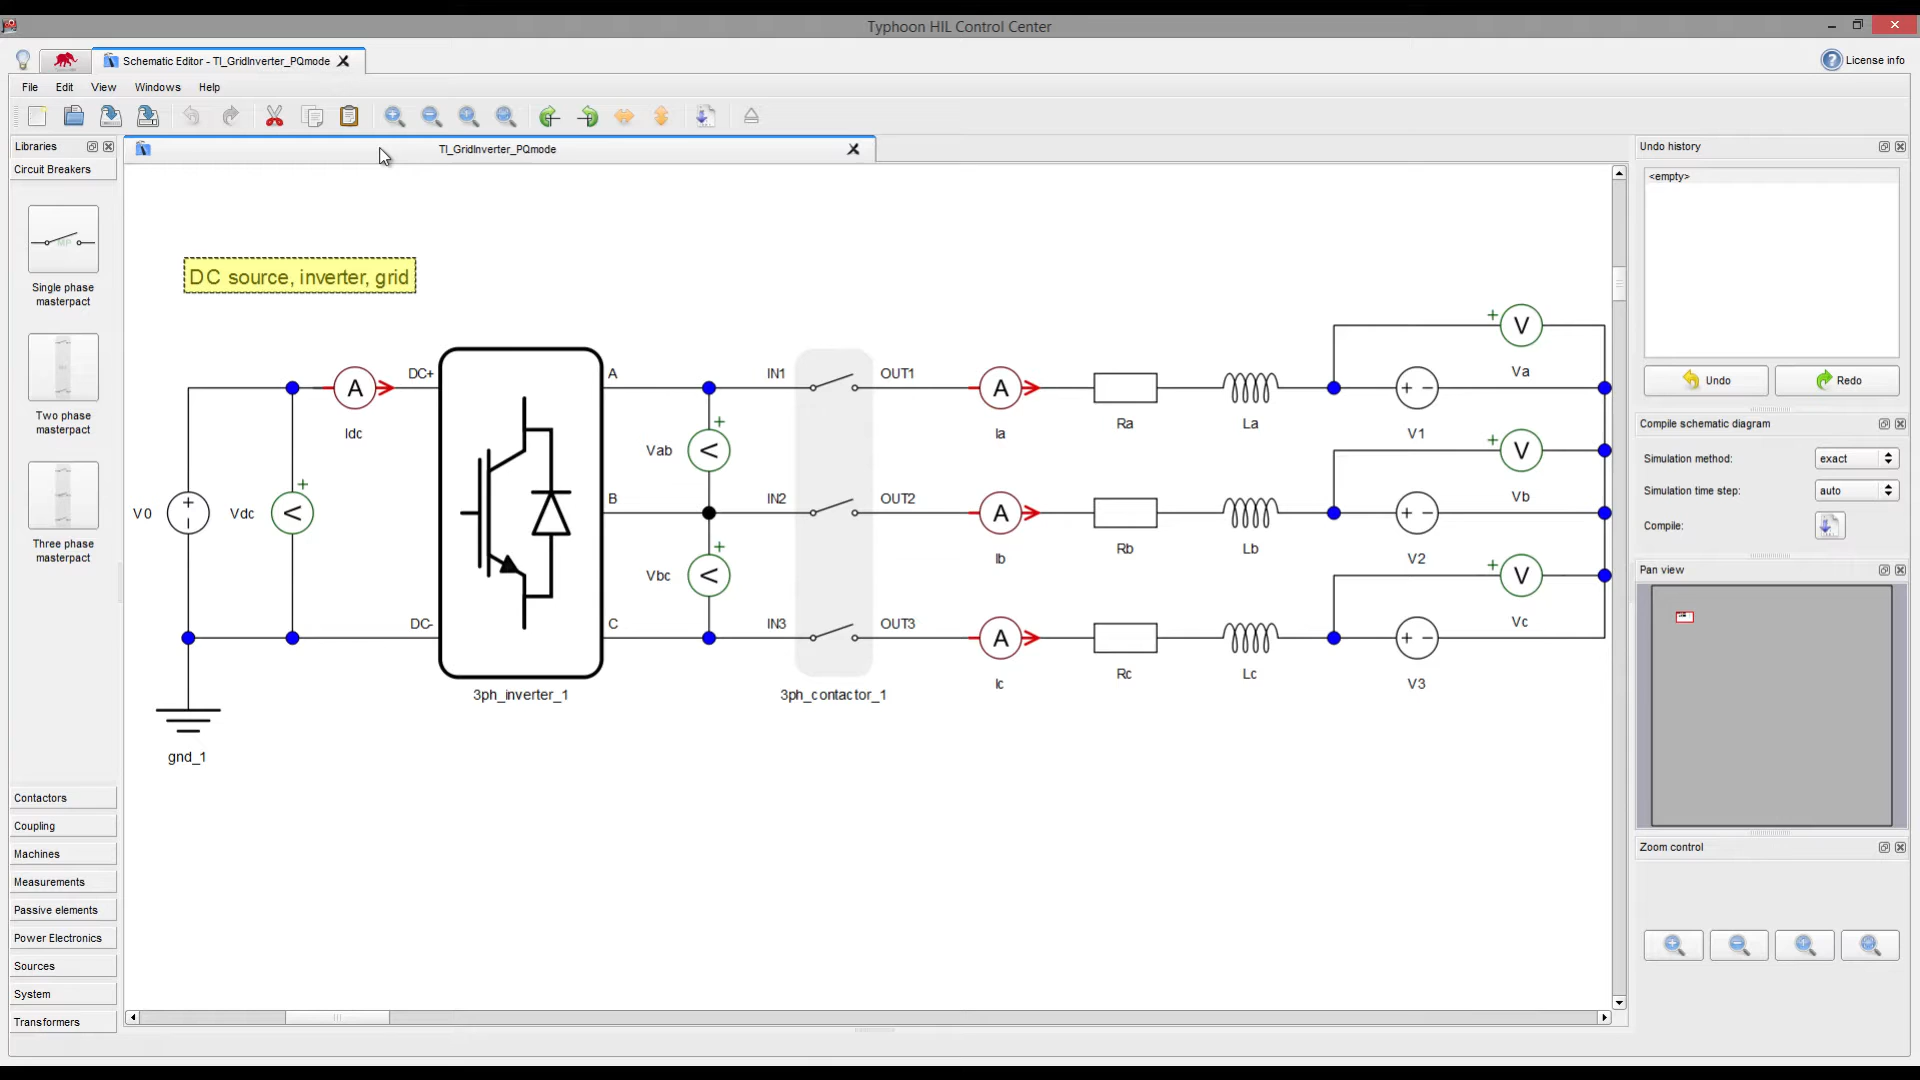 Typhoon HIL Control Center
Schematic Editor - TI_GridInverter_PQmode
License info
File Edit View Windows Help
Libraries
TI_GridInverter_PQmode
Undo history
Circuit Breakers
<empty>
Single phase
masterpact
Two phase
masterpact
Three phase
masterpact
Contactors
Coupling
Machines
Measurements
Passive elements
Power Electronics
Sources
System
Transformers
DC source, inverter, grid
V0
Vdc
A
Idc
DC+
DC-
gnd_1
3ph_inverter_1
A
B
C
Vab
Vbc
IN1
IN2
IN3
OUT1
OUT2
OUT3
3ph_contactor_1
A
Ia
A
Ib
A
Ic
Ra
Rb
Rc
La
Lb
Lc
V
Va
V1
V
Vb
V2
V
Vc
V3
Undo
Redo
Compile schematic diagram
Simulation method: exact
Simulation time step: auto
Compile:
Pan view
Zoom control